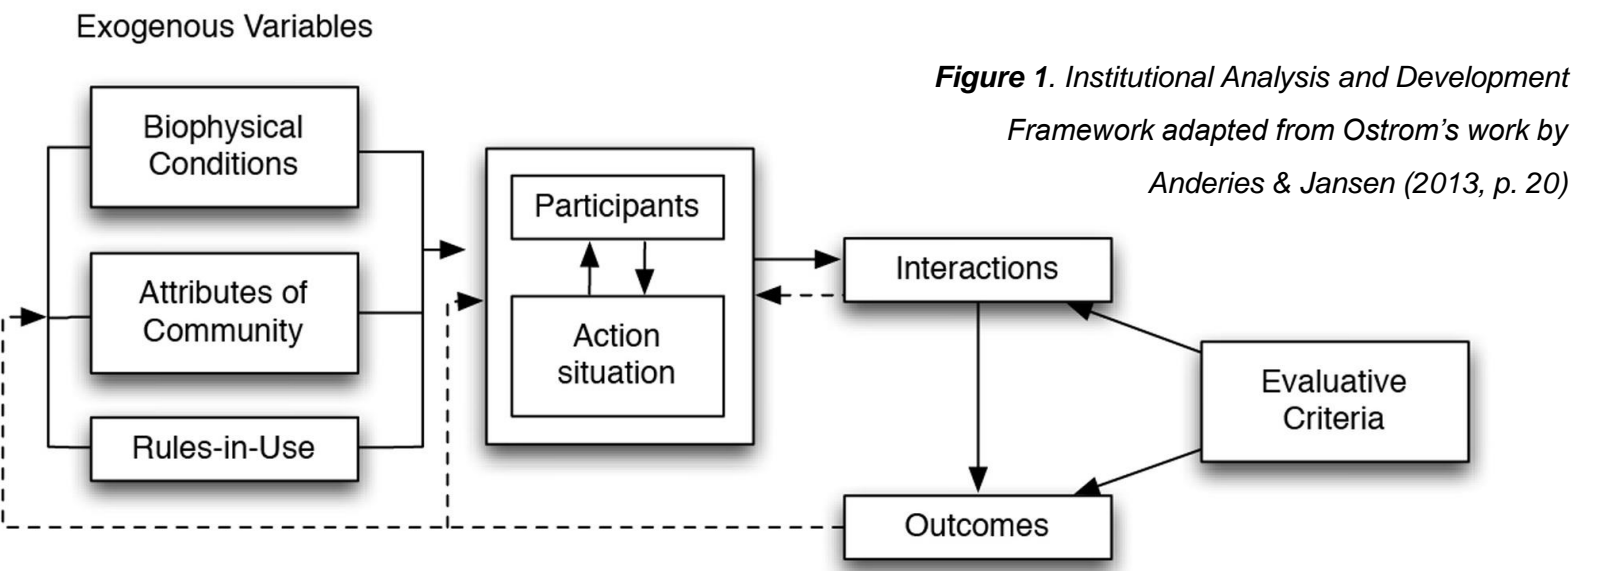 Exogenous Variables
Figure 1. Institutional Analysis and Development
Framework adapted from Ostrom’s work by
Anderies & Jansen (2013, p. 20)
Biophysical
Conditions
Attributes of
Community
Rules-in-Use
Participants
Action
situation
Interactions
Evaluative
Criteria
Outcomes